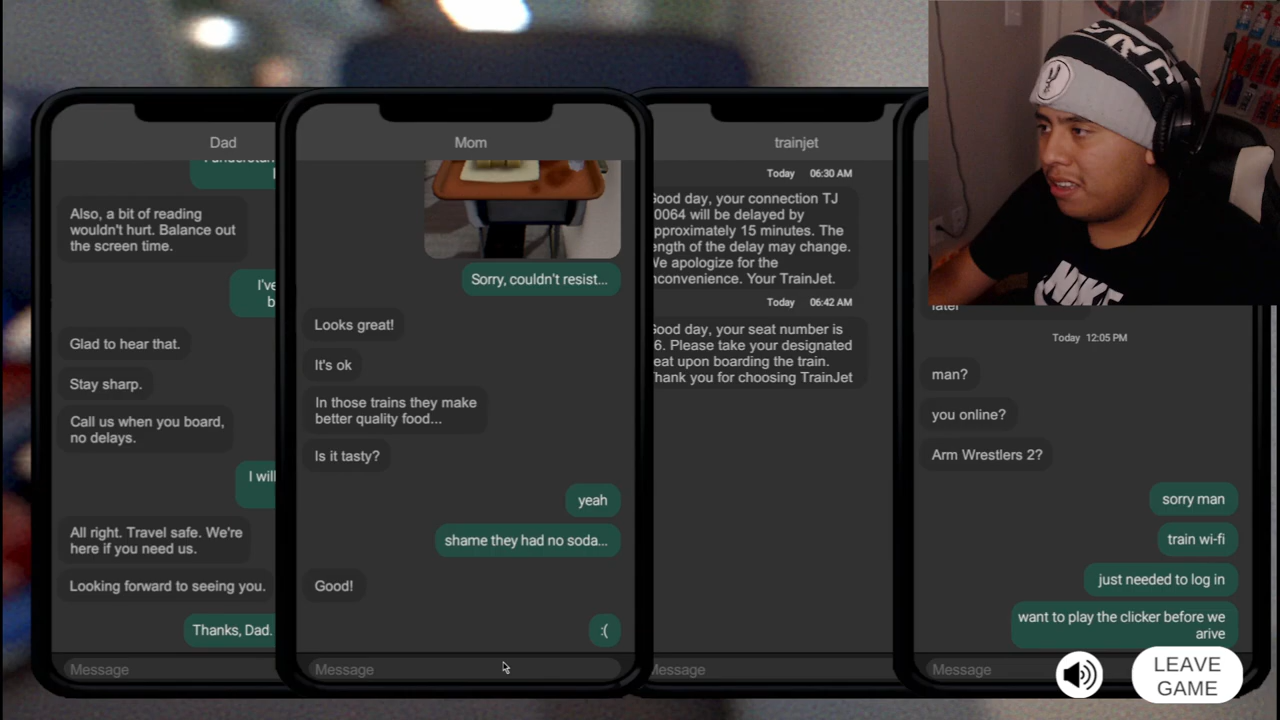 Dad
Also, a bit of reading
wouldn't hurt. Balance out
the screen time.
I've
Glad to hear that.
Stay sharp.
Call us when you board,
no delays.
I will
All right. Travel safe. We're
here if you need us.
Looking forward to seeing you.
Thanks, Dad.
Message
Mom
Sorry, couldn't resist...
Looks great!
It's ok
In those trains they make
better quality food...
Is it tasty?
yeah
shame they had no soda...
Good!
:(
Message
trainjet
Today 06:30 AM
ood day, your connection TJ
0064 will be delayed by
pproximately 15 minutes. The
ength of the delay may change.
e apologize for the
nconvenience. Your TrainJet.
Today 06:42 AM
ood day, your seat number is
6. Please take your designated
eat upon boarding the train.
hank you for choosing TrainJet
Message
later
Today 12:05 PM
man?
you online?
Arm Wrestlers 2?
sorry man
train wi-fi
just needed to log in
want to play the clicker before we
arive
Message
LEAVE
GAME
NIKE